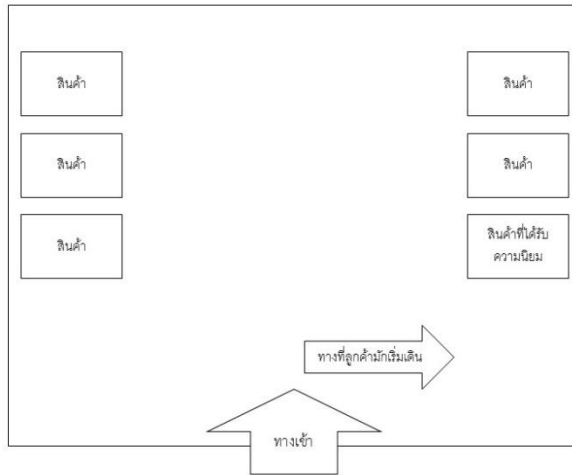 สินค้า
สินค้า
สินค้า
สินค้า
สินค้า
สินค้าที่ได้รับ
ความนิยม
ทางที่ลูกค้ามักเริ่มเดิน
ทางเข้า